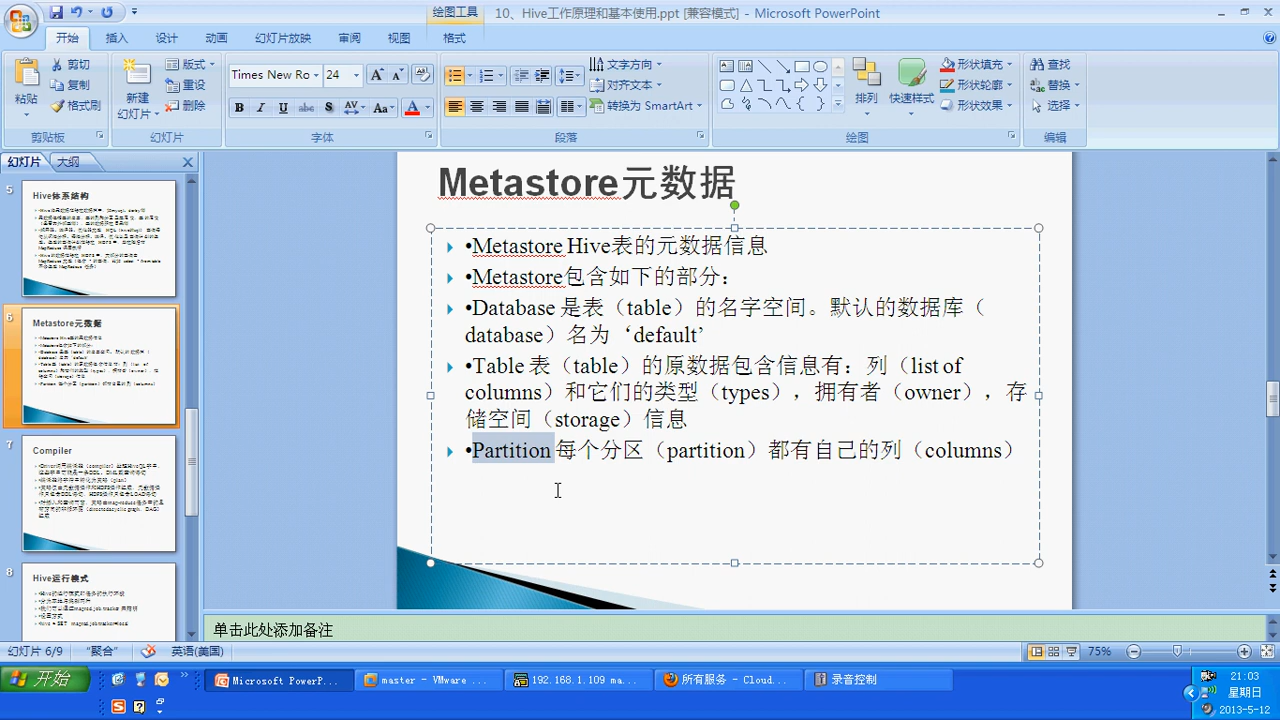 绘图工具
10、Hive工作原理和基本使用.ppt [兼容模式] - Microsoft PowerPoint
开始 插入 设计 动画 幻灯片放映 审阅 视图 格式
粘贴 剪切 复制 格式刷
剪贴板
新建 幻灯片 版式 重设 删除
幻灯片
Times New Ro 24
B I U abc S AV Aa A
字体
文字方向
对齐文本
转换为 SmartArt
段落
排列 快速样式 形状填充 形状轮廓 形状效果
绘图
查找
替换
选择
编辑
幻灯片 大纲
5
Hive体系结构
6
Metastore元数据
7
Compiler
8
Hive运行模式
Metastore元数据
•Metastore Hive表的元数据信息
•Metastore包含如下的部分：
•Database 是表（table）的名字空间。默认的数据库（
database）名为‘default’
•Table 表（table）的原数据包含信息有：列（list of
columns）和它们的类型（types），拥有者（owner），存
储空间（storage）信息
•Partition 每个分区（partition）都有自己的列（columns）
单击此处添加备注
幻灯片 6/9 “聚合” 英语(美国) 75%
开始 Microsoft PowerP... master - VMware ... 192.168.1.109 ma... 所有服务 - Cloud... 录音控制
21:03
星期日
2013-5-12